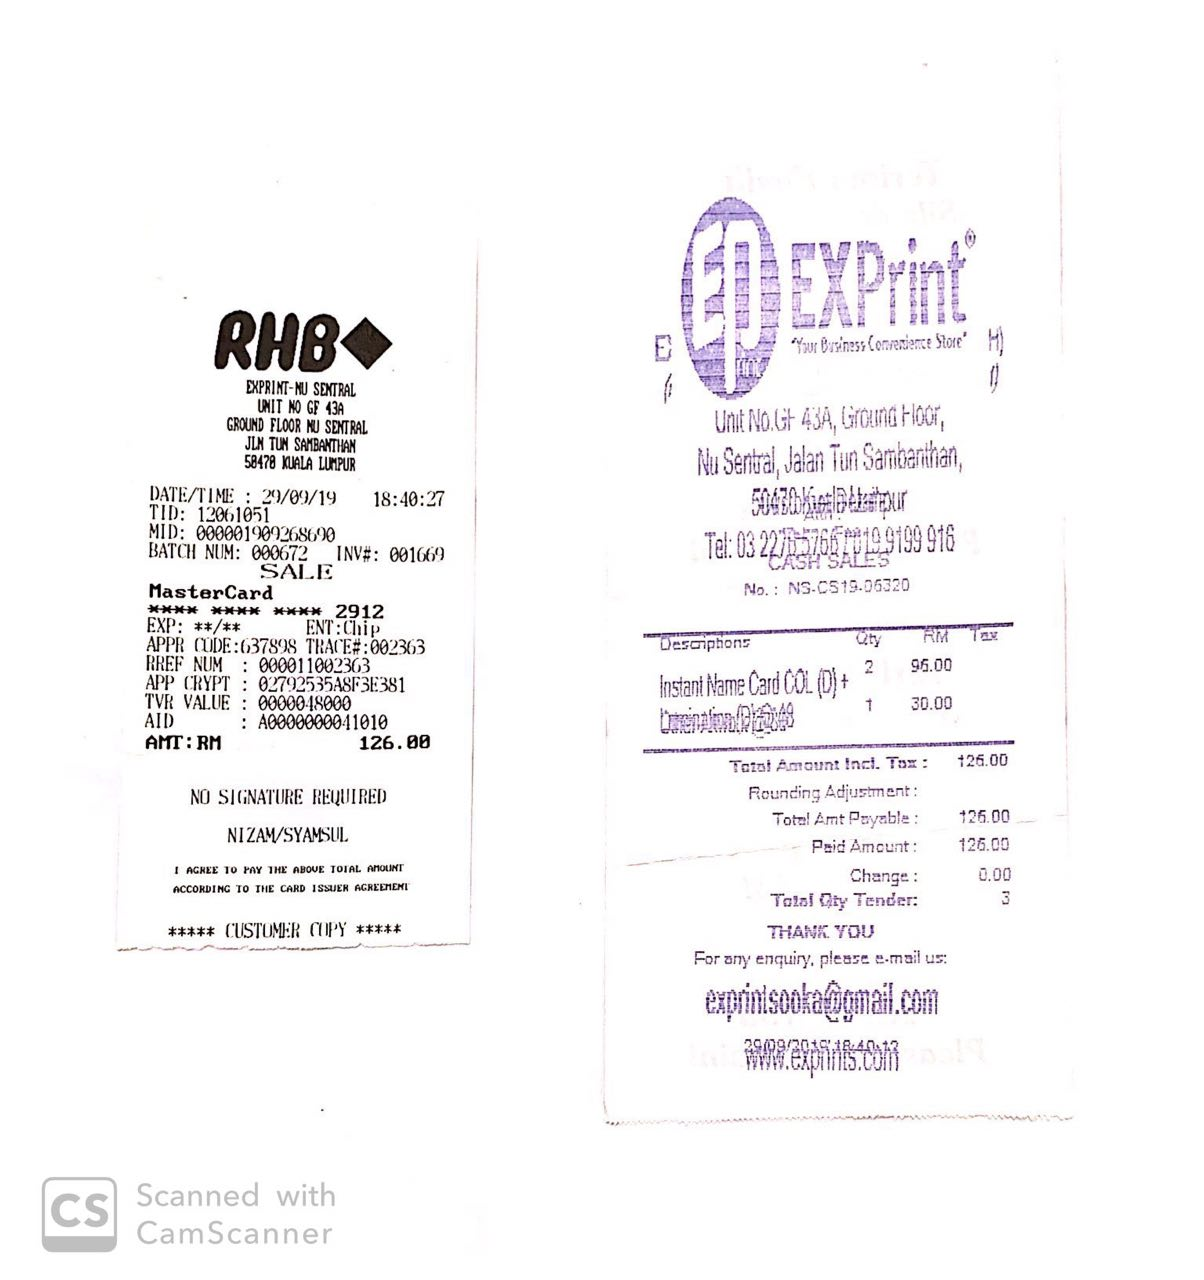 RHB
EXPRINT-NU SENTRAL
UNIT NO GF 43A
GROUND FLOOR NU SENTRAL
JLN TUN SAMBANTHAN
50470 KUALA LUMPUR
DATE/TIME : 29/09/19 18:40:27
TID: 12061051
MID: 000001909268690
BATCH NUM: 000672 INV#: 001669
SALE
MasterCard
**** **** **** 2912
EXP: **/** ENT:Chip
APPR CODE:637898 TRACE#:002363
RREF NUM : 000011002363
APP CRYPT : 02792535A8F3E381
TVR VALUE : 0000048000
AID : A0000000041010
AMT:RM 126.00
NO SIGNATURE REQUIRED
NIZAM/SYAMSUL
I AGREE TO PAY THE ABOVE TOTAL AMOUNT
ACCORDING TO THE CARD ISSUER AGREEMENT
***** CUSTOMER COPY *****
EP
print
EXPrint®
"Your Business Convenience Store"
Unit No.GF 43A, Ground Floor,
Nu Sentral, Jalan Tun Sambanthan,
50470
Tel: 03 2276 5766 / 019 9199 916
CASH SALES
No. : NS-CS19-06320
Descriptions Qty RM Tax
Instant Name Card COL (D) + 2 96.00
1 30.00
Total Amount Incl. Tax : 126.00
Rounding Adjustment :
Total Amt Payable : 126.00
Paid Amount : 126.00
Change : 0.00
Total Qty Tender: 3
THANK YOU
For any enquiry, please e-mail us:
exprintsooka@gmail.com
29/09/2019 18:40:13
www.exprints.com
CS Scanned with
CamScanner